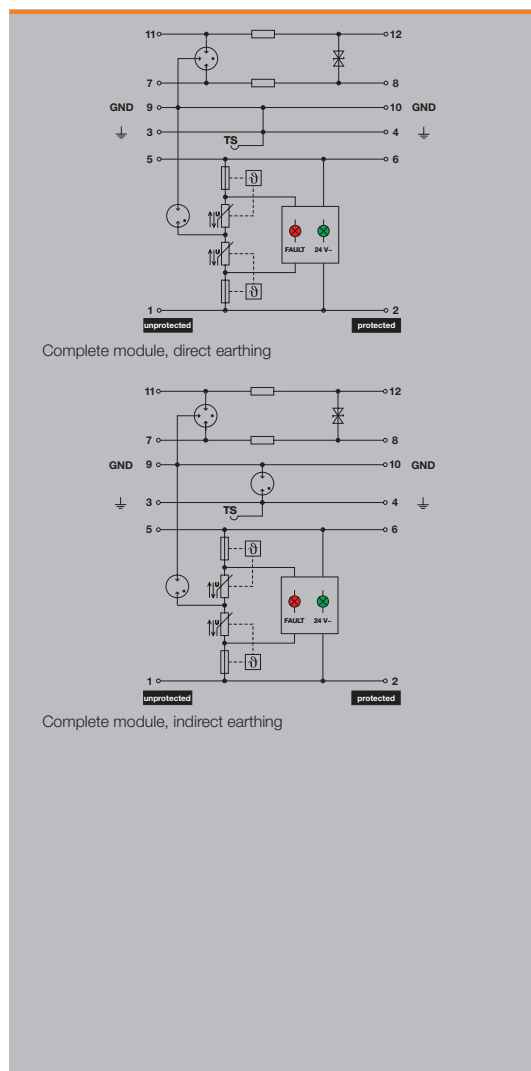 11 12
7 8
GND 9 10 GND
3 4
TS
5 6
ϑ
U
FAULT 24 V~
U
ϑ
1 2
unprotected protected
Complete module, direct earthing
11 12
7 8
GND 9 10 GND
3 4
TS
5 6
ϑ
U
FAULT 24 V~
U
ϑ
1 2
unprotected protected
Complete module, indirect earthing